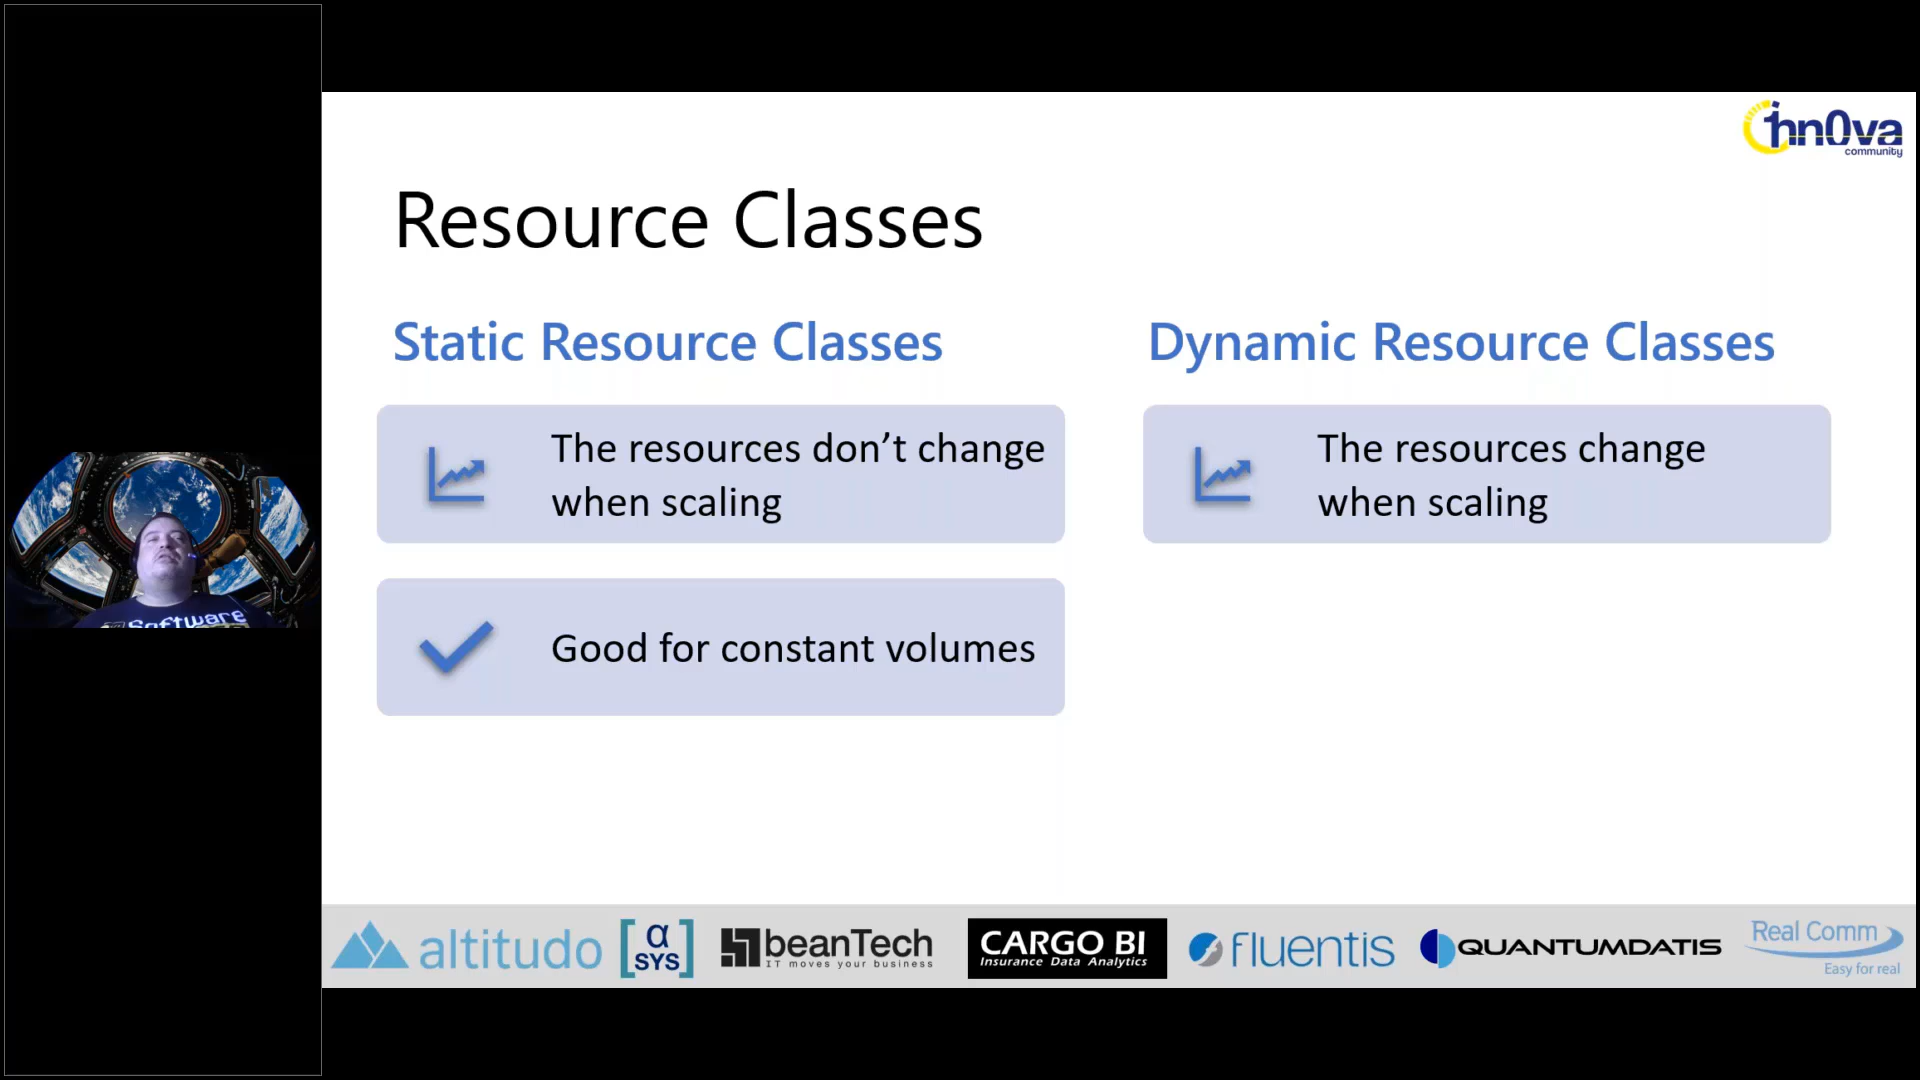 1nn0va
community
Resource Classes
Static Resource Classes
The resources don’t change
when scaling
Good for constant volumes
Dynamic Resource Classes
The resources change
when scaling
Software
altitudo
α
SYS
beanTech
IT moves your business
CARGO BI
Insurance Data Analytics
fluentis
QUANTUMDATIS
Real Comm
Easy for real